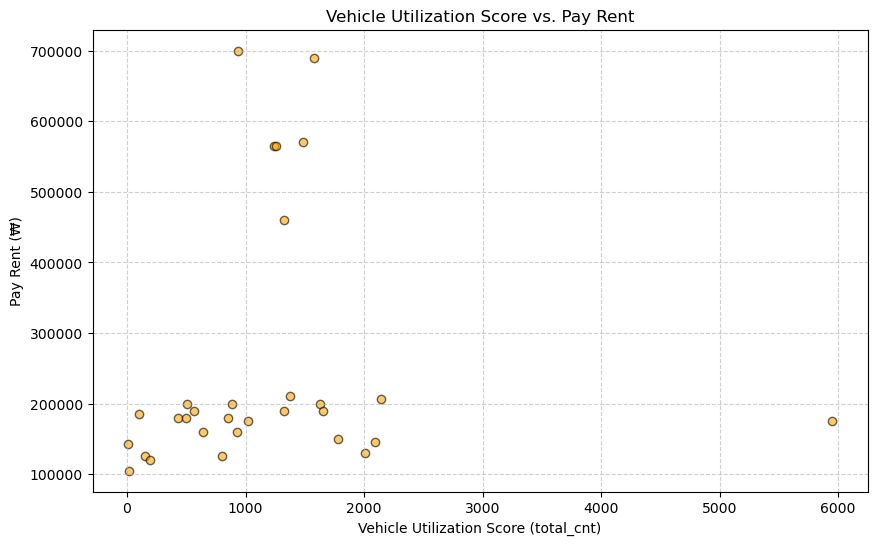 Vehicle Utilization Score vs. Pay Rent
Pay Rent (₩)
700000
600000
500000
400000
300000
200000
100000
0 1000 2000 3000 4000 5000 6000
Vehicle Utilization Score (total_cnt)